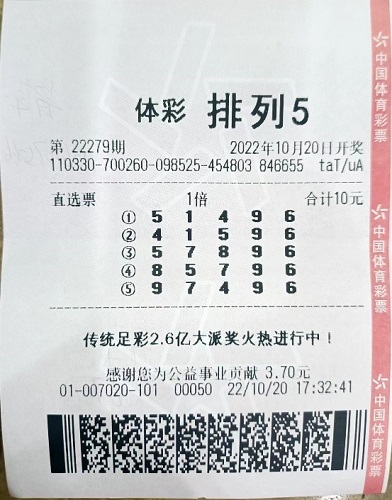 体彩 排列5
第 22279期 2022年10月20日开奖
110330-700260-098525-454803 846655 taT/uA
直选票 1倍 合计10元
① 5 1 4 9 6
② 4 1 5 9 6
③ 5 7 8 9 6
④ 8 5 7 9 6
⑤ 9 7 4 9 6
传统足彩2.6亿大派奖火热进行中！
感谢您为公益事业贡献 3.70元
01-007020-101 00050 22/10/20 17:32:41
中国体育彩票
中国体育彩票
中国体育彩票